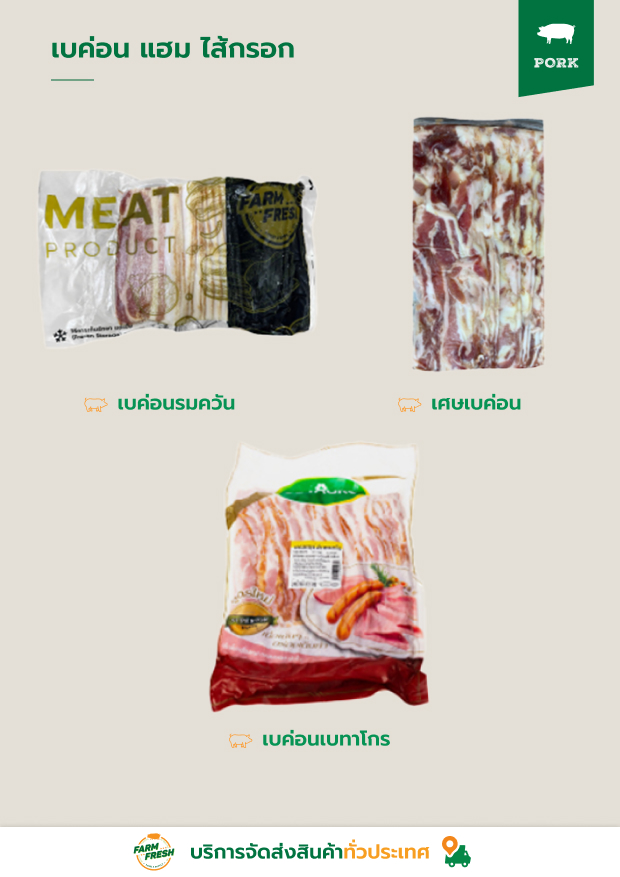 เบค่อน แฮม ไส้กรอก
PORK
MEAT
PRODUCT
FARM
FRESH
เบค่อนรมควัน
เศษเบค่อน
เบค่อนเบทาโกร
FARM
FRESH
บริการจัดส่งสินค้าทั่วประเทศ